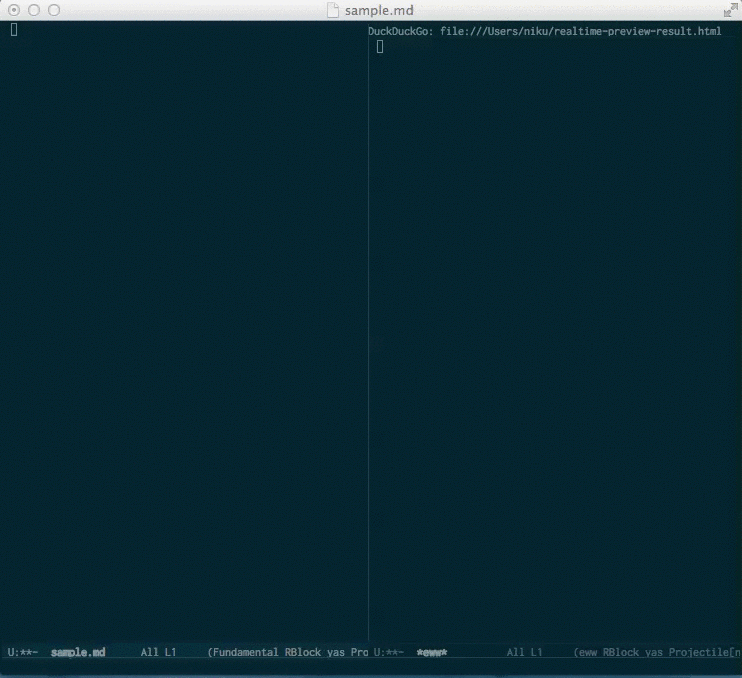 sample.md
DuckDuckGo: file:///Users/niku/realtime-preview-result.html
U:**-  sample.md      All L1     (Fundamental RBlock yas Pro
U:**-  *eww*          All L1     (eww RBlock yas Projectile[n